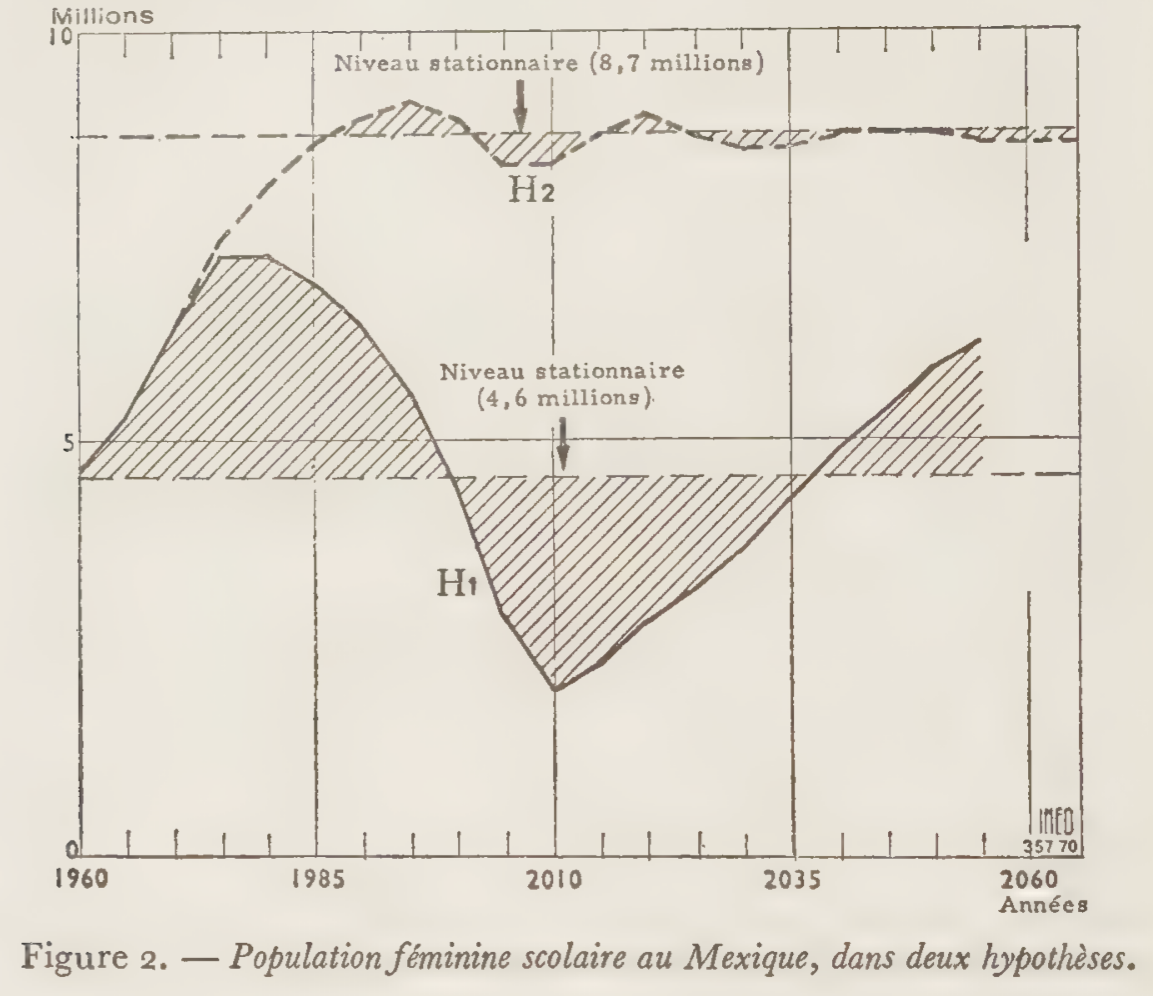 Millions
10
Niveau stationnaire (8,7 millions)
H2
Niveau stationnaire
(4,6 millions)
5
H1
INED
0
357 70
1960 1985 2010 2035 2060
Années
Figure 2. — Population féminine scolaire au Mexique, dans deux hypothèses.